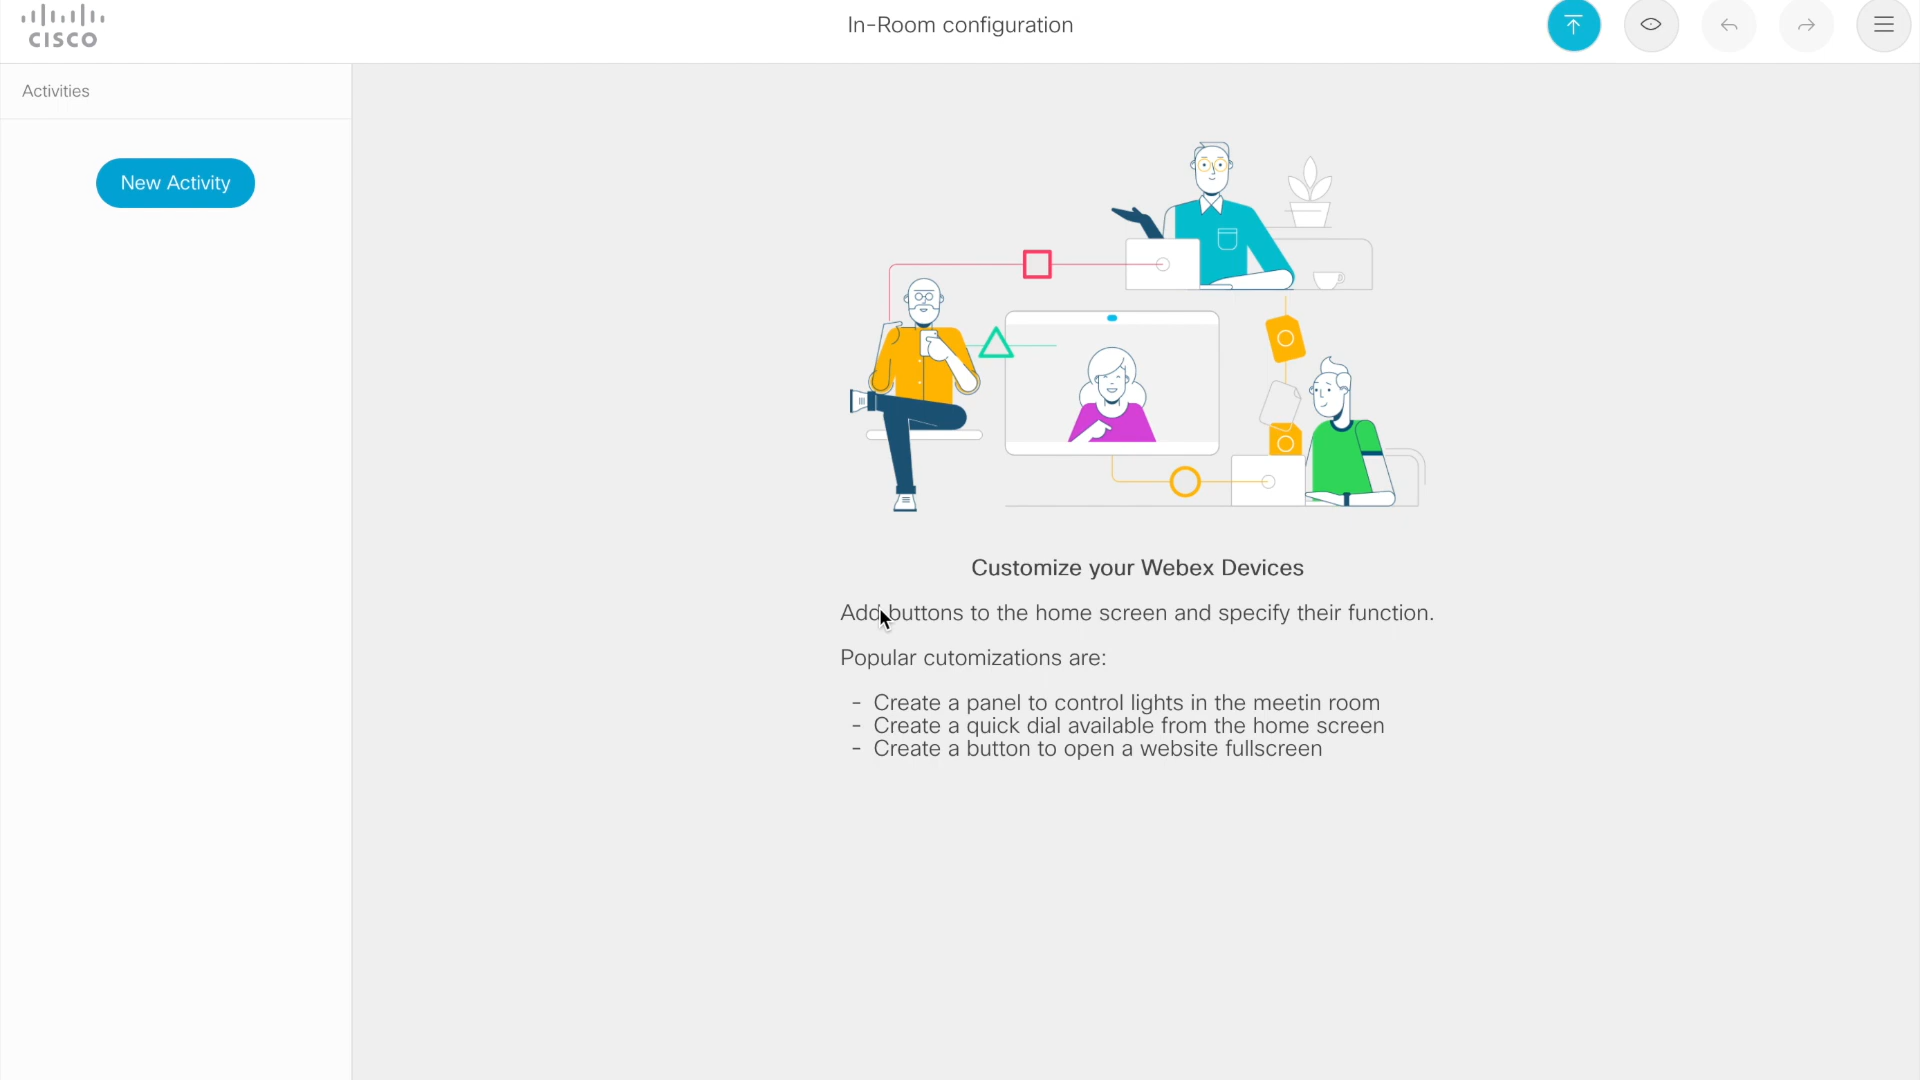 CISCO
In-Room configuration
Activities
New Activity
Customize your Webex Devices
Add buttons to the home screen and specify their function.
Popular cutomizations are:
- Create a panel to control lights in the meetin room
- Create a quick dial available from the home screen
- Create a button to open a website fullscreen